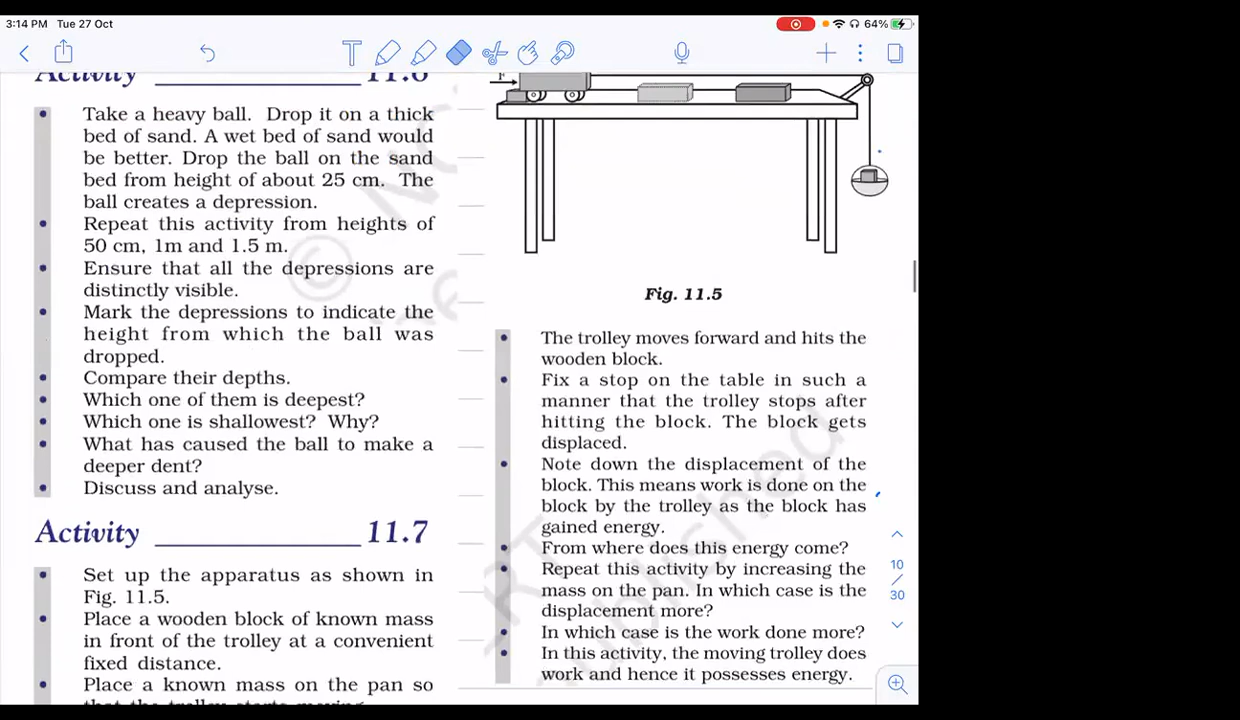 3:14 PM Tue 27 Oct
64%
Activity 11.6
Take a heavy ball. Drop it on a thick
bed of sand. A wet bed of sand would
be better. Drop the ball on the sand
bed from height of about 25 cm. The
ball creates a depression.
Repeat this activity from heights of
50 cm, 1m and 1.5 m.
Ensure that all the depressions are
distinctly visible.
Mark the depressions to indicate the
height from which the ball was
dropped.
Compare their depths.
Which one of them is deepest?
Which one is shallowest? Why?
What has caused the ball to make a
deeper dent?
Discuss and analyse.
Activity 11.7
Set up the apparatus as shown in
Fig. 11.5.
Place a wooden block of known mass
in front of the trolley at a convenient
fixed distance.
Place a known mass on the pan so
that the trolley starts moving
Fig. 11.5
The trolley moves forward and hits the
wooden block.
Fix a stop on the table in such a
manner that the trolley stops after
hitting the block. The block gets
displaced.
Note down the displacement of the
block. This means work is done on the
block by the trolley as the block has
gained energy.
From where does this energy come?
Repeat this activity by increasing the
mass on the pan. In which case is the
displacement more?
In which case is the work done more?
In this activity, the moving trolley does
work and hence it possesses energy.
10
/
30